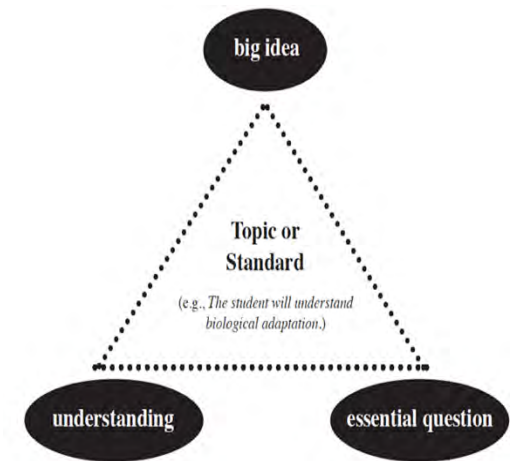 big idea
Topic or
Standard
(e.g., The student will understand
biological adaptation.)
understanding
essential question